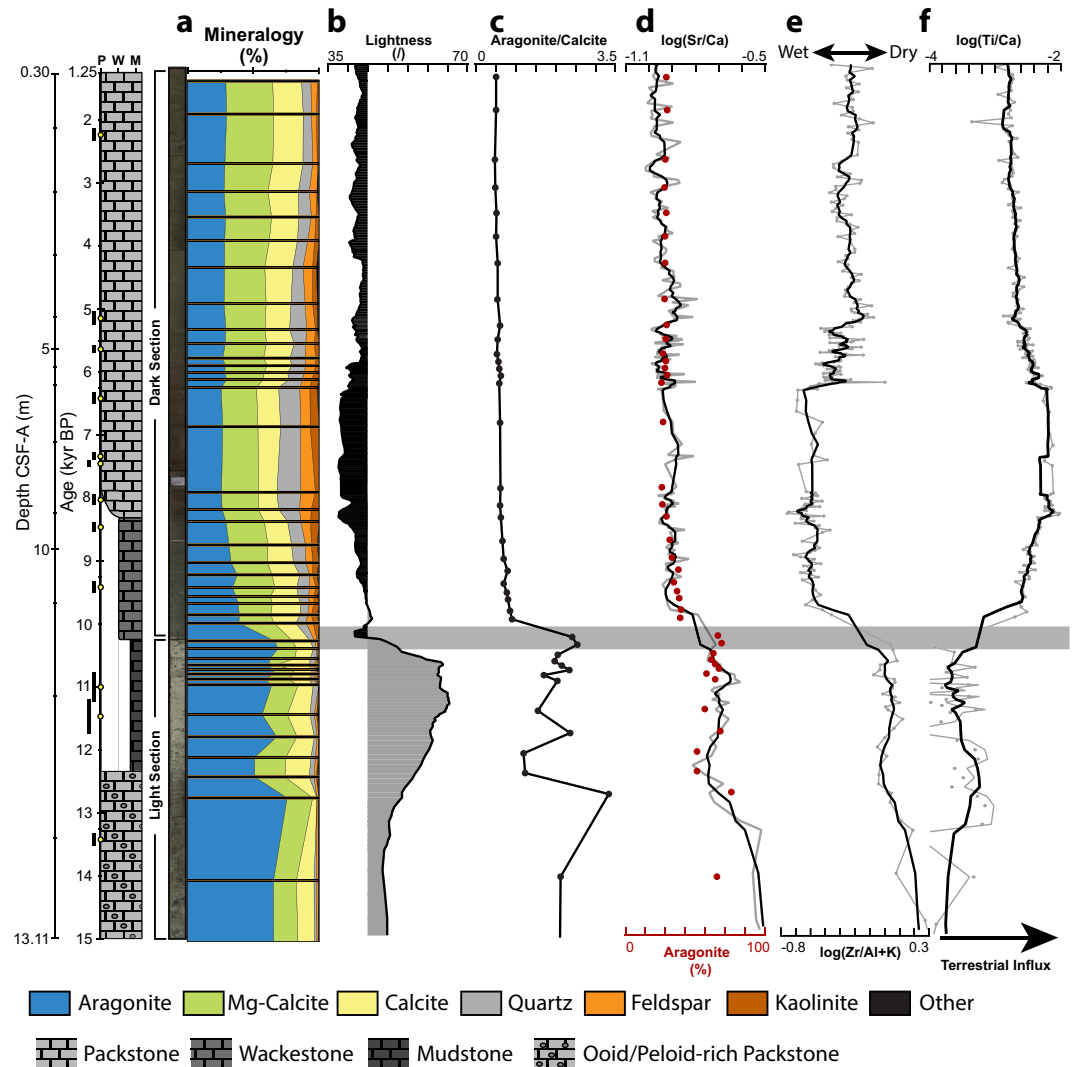 a b c d e f
Mineralogy
(%)
Lightness
(l)
Aragonite/Calcite
log(Sr/Ca)
Wet Dry
log(Ti/Ca)
35 70
0 3.5
-1.1 -0.5
-4 -2
P W M
0.30
5
10
13.11
Depth CSF-A (m)
1.25
2
3
4
5
6
7
8
9
10
11
12
13
14
15
Age (kyr BP)
Dark Section
Light Section
0 100
Aragonite
(%)
-0.8 0.3
log(Zr/Al+K)
Terrestrial Influx
Aragonite Mg-Calcite Calcite Quartz Feldspar Kaolinite Other
Packstone Wackestone Mudstone Ooid/Peloid-rich Packstone